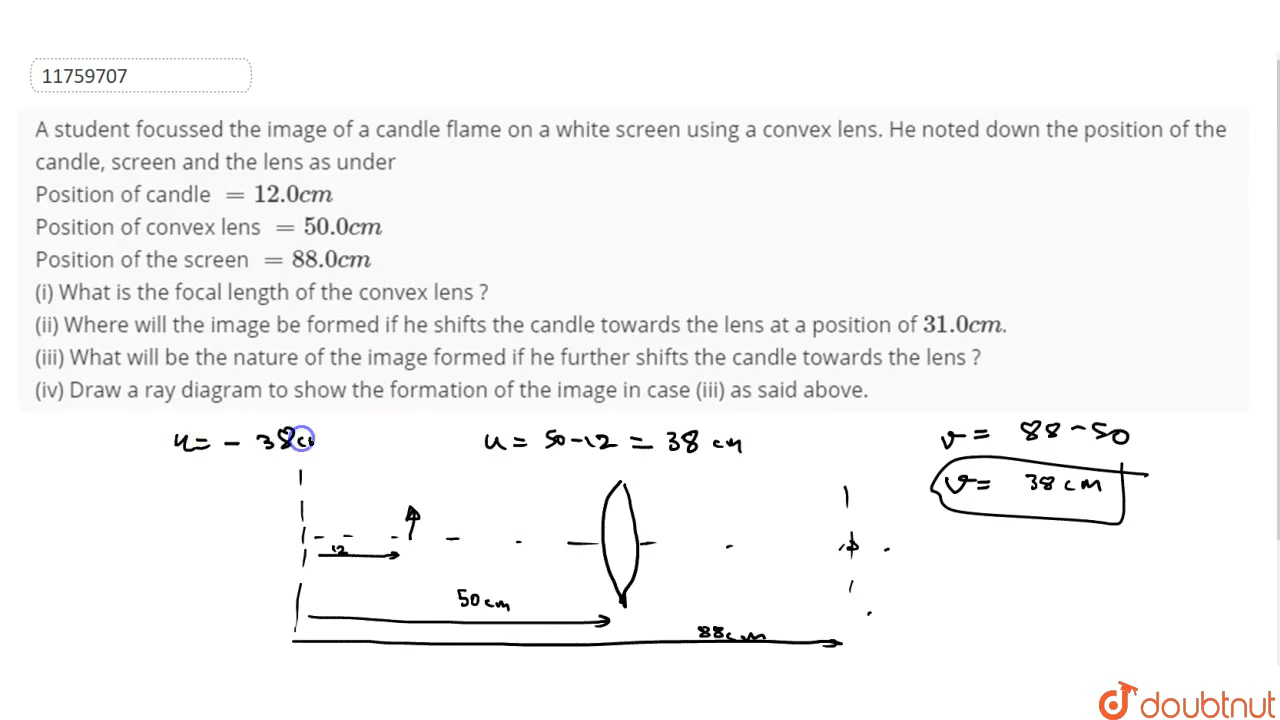 11759707
A student focussed the image of a candle flame on a white screen using a convex lens. He noted down the position of the
candle, screen and the lens as under
Position of candle = 12.0cm
Position of convex lens = 50.0cm
Position of the screen = 88.0cm
(i) What is the focal length of the convex lens ?
(ii) Where will the image be formed if he shifts the candle towards the lens at a position of 31.0cm.
(iii) What will be the nature of the image formed if he further shifts the candle towards the lens ?
(iv) Draw a ray diagram to show the formation of the image in case (iii) as said above.
u = - 38c
u = 50-12 = 38 cm
v = 88-50
v = 38 cm
12
50 cm
88 cm
doubtnut